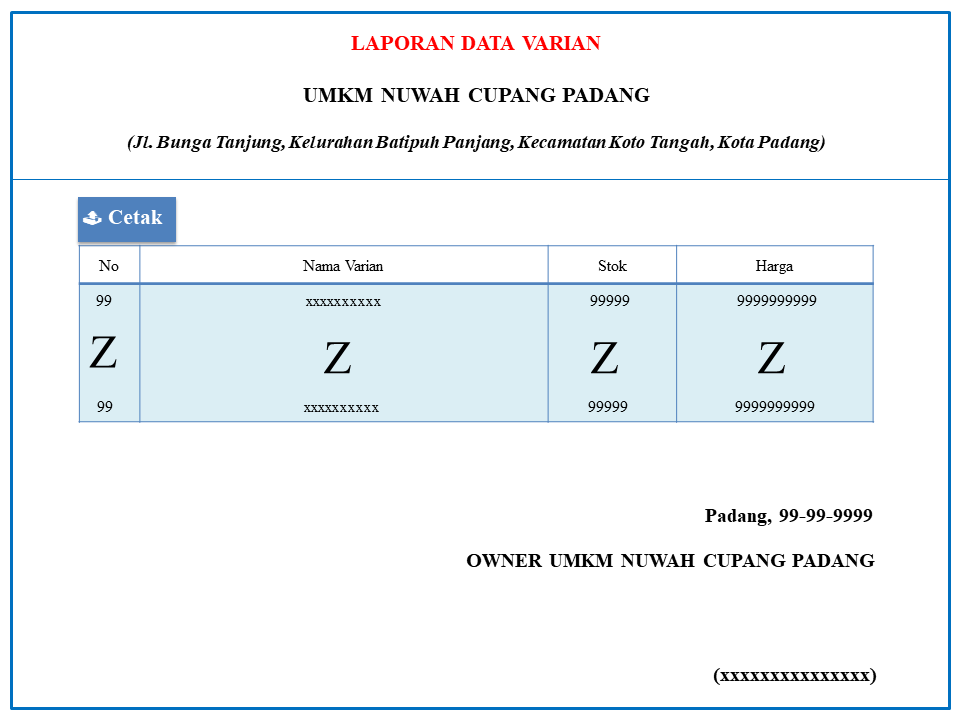 LAPORAN DATA VARIAN
UMKM NUWAH CUPANG PADANG
(Jl. Bunga Tanjung, Kelurahan Batipuh Panjang, Kecamatan Koto Tangah, Kota Padang)
Cetak
No Nama Varian Stok Harga
99 xxxxxxxxxx 99999 9999999999
Z Z Z Z
99 xxxxxxxxxx 99999 9999999999
Padang, 99-99-9999
OWNER UMKM NUWAH CUPANG PADANG
(xxxxxxxxxxxxxxx)